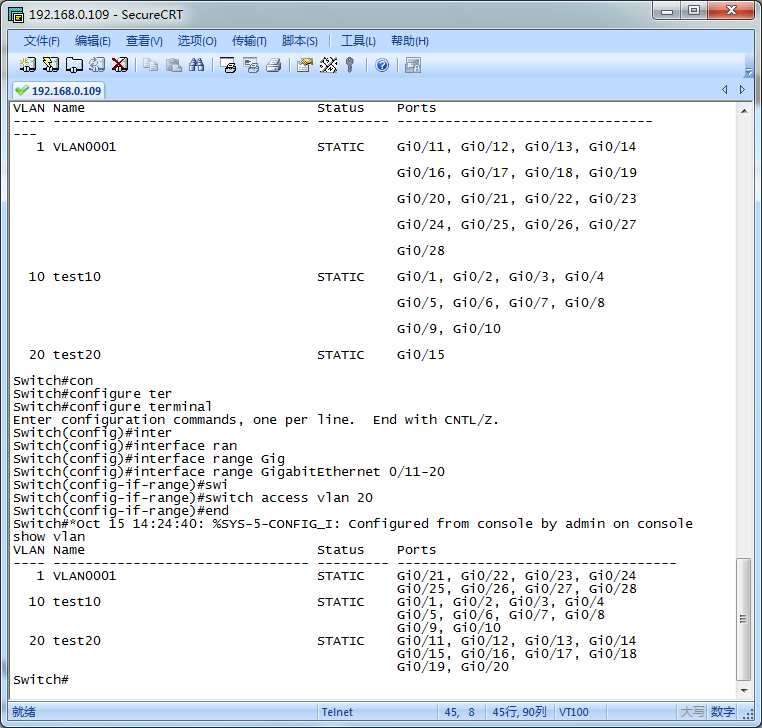 192.168.0.109 - SecureCRT
文件(F) 编辑(E) 查看(V) 选项(O) 传输(T) 脚本(S) 工具(L) 帮助(H)
192.168.0.109
VLAN Name Status Ports
---- -------------------------------- --------- --------------------------------
---
1 VLAN0001 STATIC Gi0/11, Gi0/12, Gi0/13, Gi0/14
Gi0/16, Gi0/17, Gi0/18, Gi0/19
Gi0/20, Gi0/21, Gi0/22, Gi0/23
Gi0/24, Gi0/25, Gi0/26, Gi0/27
Gi0/28
10 test10 STATIC Gi0/1, Gi0/2, Gi0/3, Gi0/4
Gi0/5, Gi0/6, Gi0/7, Gi0/8
Gi0/9, Gi0/10
20 test20 STATIC Gi0/15
Switch#con
Switch#configure ter
Switch#configure terminal
Enter configuration commands, one per line.  End with CNTL/Z.
Switch(config)#inter
Switch(config)#interface ran
Switch(config)#interface range Gig
Switch(config)#interface range GigabitEthernet 0/11-20
Switch(config-if-range)#swi
Switch(config-if-range)#switch access vlan 20
Switch(config-if-range)#end
Switch#*Oct 15 14:24:40: %SYS-5-CONFIG_I: Configured from console by admin on console
show vlan
VLAN Name Status Ports
---- -------------------------------- --------- -----------------------------------
1 VLAN0001 STATIC Gi0/21, Gi0/22, Gi0/23, Gi0/24
Gi0/25, Gi0/26, Gi0/27, Gi0/28
10 test10 STATIC Gi0/1, Gi0/2, Gi0/3, Gi0/4
Gi0/5, Gi0/6, Gi0/7, Gi0/8
Gi0/9, Gi0/10
20 test20 STATIC Gi0/11, Gi0/12, Gi0/13, Gi0/14
Gi0/15, Gi0/16, Gi0/17, Gi0/18
Gi0/19, Gi0/20
Switch#
就绪 Telnet 45, 8 45行, 90列 VT100 大写 数字